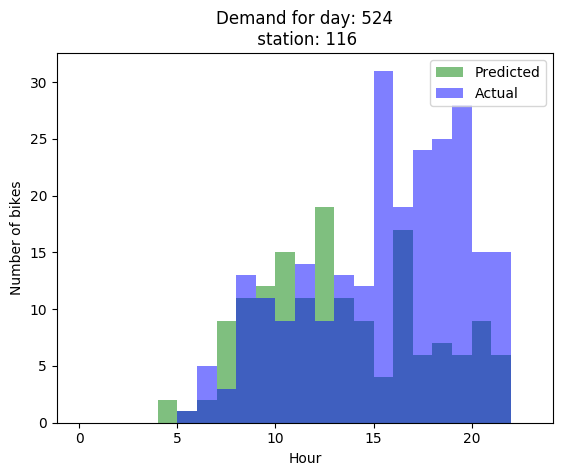 Demand for day: 524
station: 116
Predicted
Actual
Number of bikes
30
25
20
15
10
5
0
0 5 10 15 20
Hour